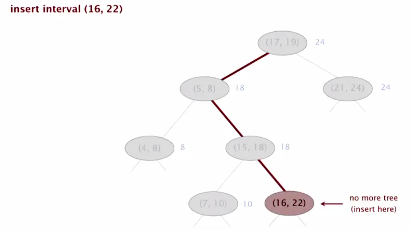 insert interval (16, 22)
(17, 19) 24
(5, 8) 18 (21, 24) 24
(4, 8) 8 (15, 18) 18
(7, 10) 10 (16, 22) no more tree
(insert here)